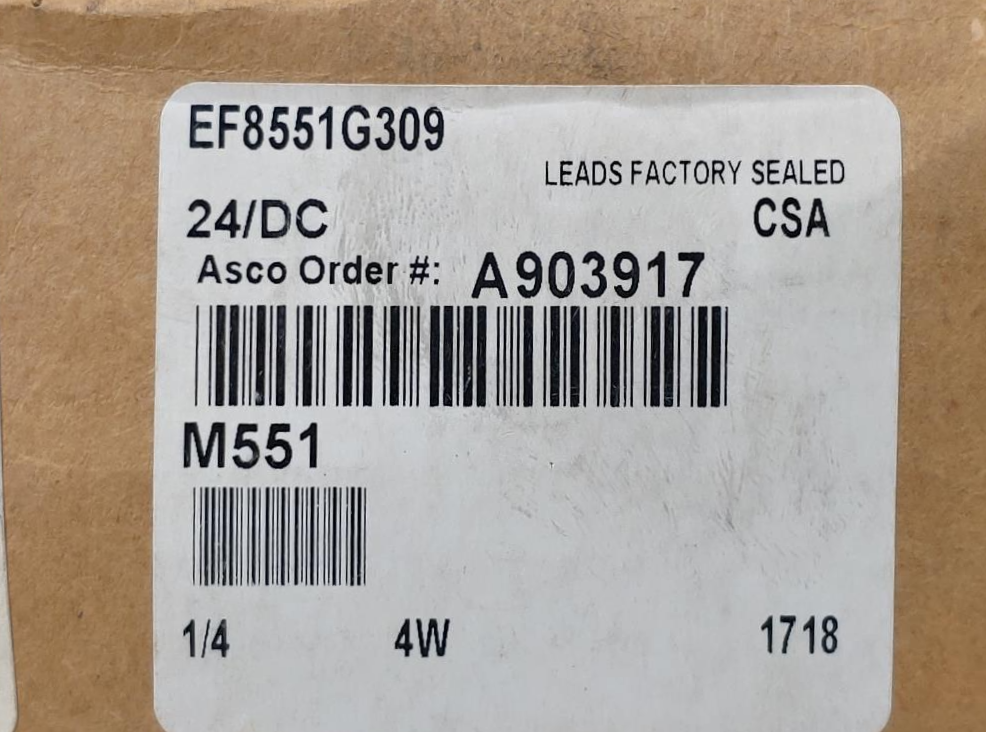 EF8551G309
LEADS FACTORY SEALED
24/DC CSA
Asco Order #: A903917
M551
1/4 4W 1718